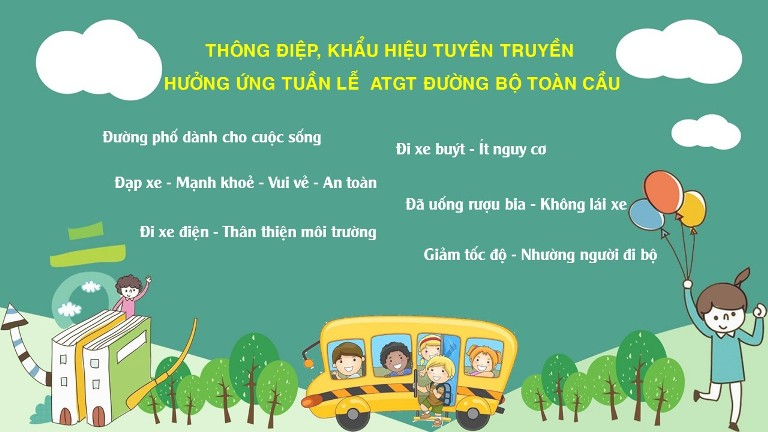 THÔNG ĐIỆP, KHẨU HIỆU TUYÊN TRUYỀN
HƯỞNG ỨNG TUẦN LỄ ATGT ĐƯỜNG BỘ TOÀN CẦU
Đường phố dành cho cuộc sống
Đạp xe - Mạnh khoẻ - Vui vẻ - An toàn
Đi xe điện - Thân thiện môi trường
Đi xe buýt - Ít nguy cơ
Đã uống rượu bia - Không lái xe
Giảm tốc độ - Nhường người đi bộ